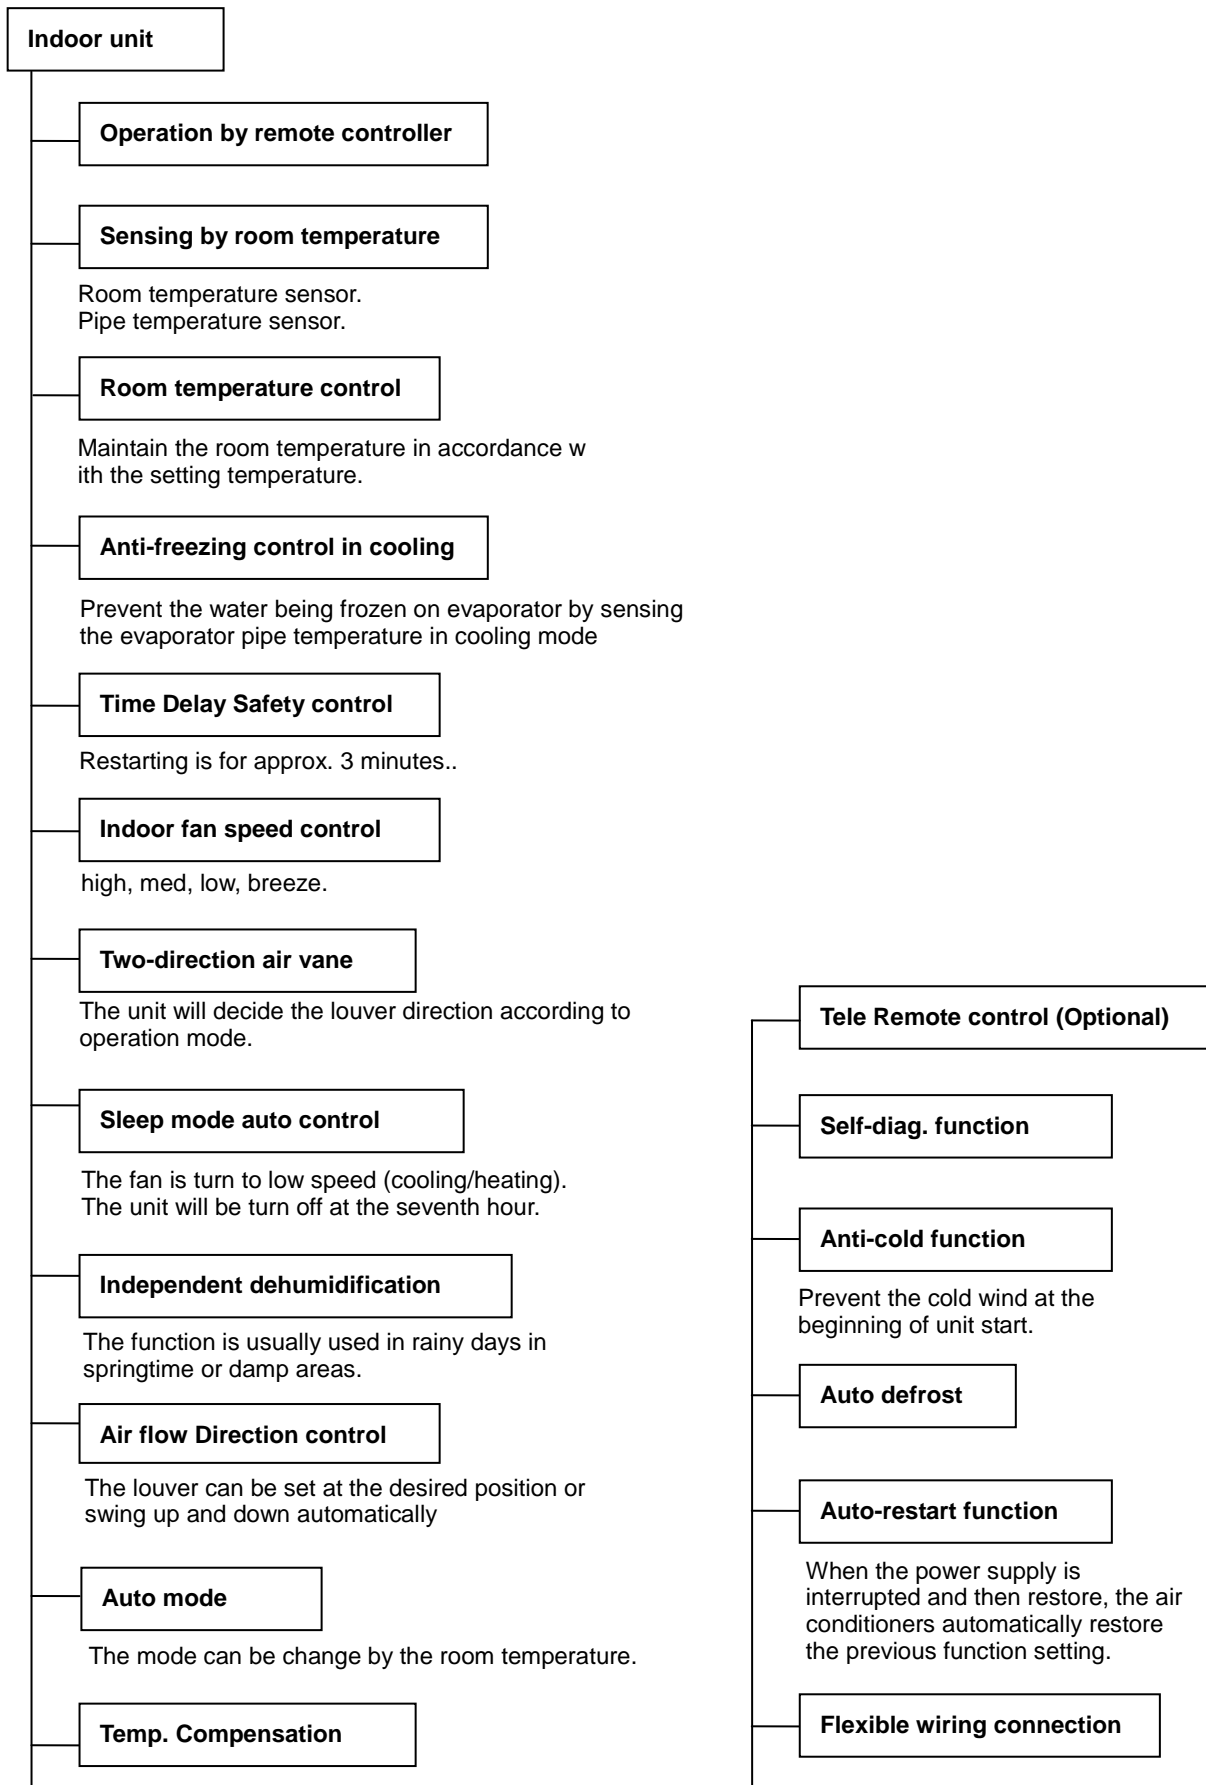 Indoor unit
Operation by remote controller
Sensing by room temperature
Room temperature sensor.
Pipe temperature sensor.
Room temperature control
Maintain the room temperature in accordance w
ith the setting temperature.
Anti-freezing control in cooling
Prevent the water being frozen on evaporator by sensing
the evaporator pipe temperature in cooling mode
Time Delay Safety control
Restarting is for approx. 3 minutes..
Indoor fan speed control
high, med, low, breeze.
Two-direction air vane
The unit will decide the louver direction according to
operation mode.
Sleep mode auto control
The fan is turn to low speed (cooling/heating).
The unit will be turn off at the seventh hour.
Independent dehumidification
The function is usually used in rainy days in
springtime or damp areas.
Air flow Direction control
The louver can be set at the desired position or
swing up and down automatically
Auto mode
The mode can be change by the room temperature.
Temp. Compensation
Tele Remote control (Optional)
Self-diag. function
Anti-cold function
Prevent the cold wind at the
beginning of unit start.
Auto defrost
Auto-restart function
When the power supply is
interrupted and then restore, the air
conditioners automatically restore
the previous function setting.
Flexible wiring connection